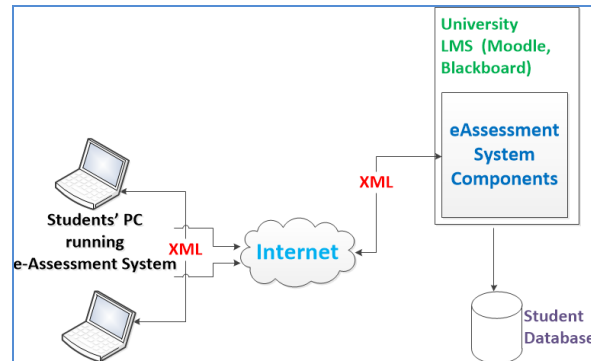 University
LMS (Moodle,
Blackboard)
eAssessment
System
Components
XML
Students' PC
running
XML
e-Assessment System
Internet
Student
Database